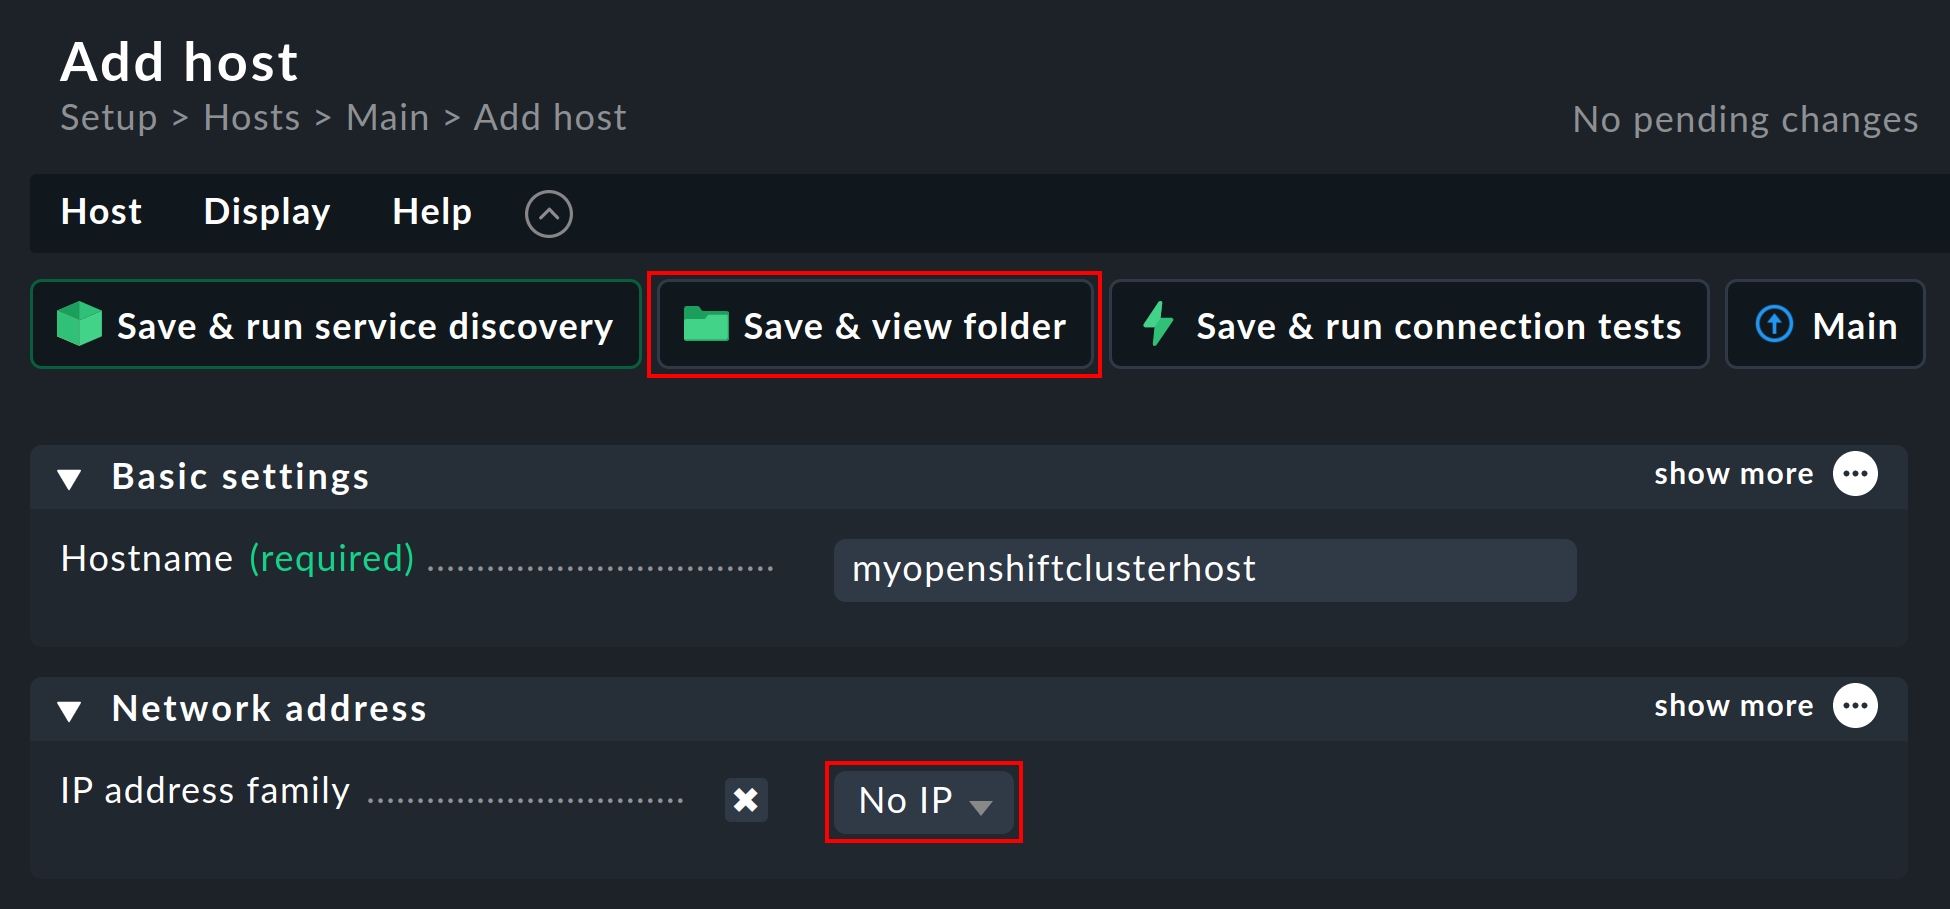 Add host
Setup > Hosts > Main > Add host
No pending changes
Host Display Help
Save & run service discovery Save & view folder Save & run connection tests Main
Basic settings show more
Hostname (required) myopenshiftclusterhost
Network address show more
IP address family No IP